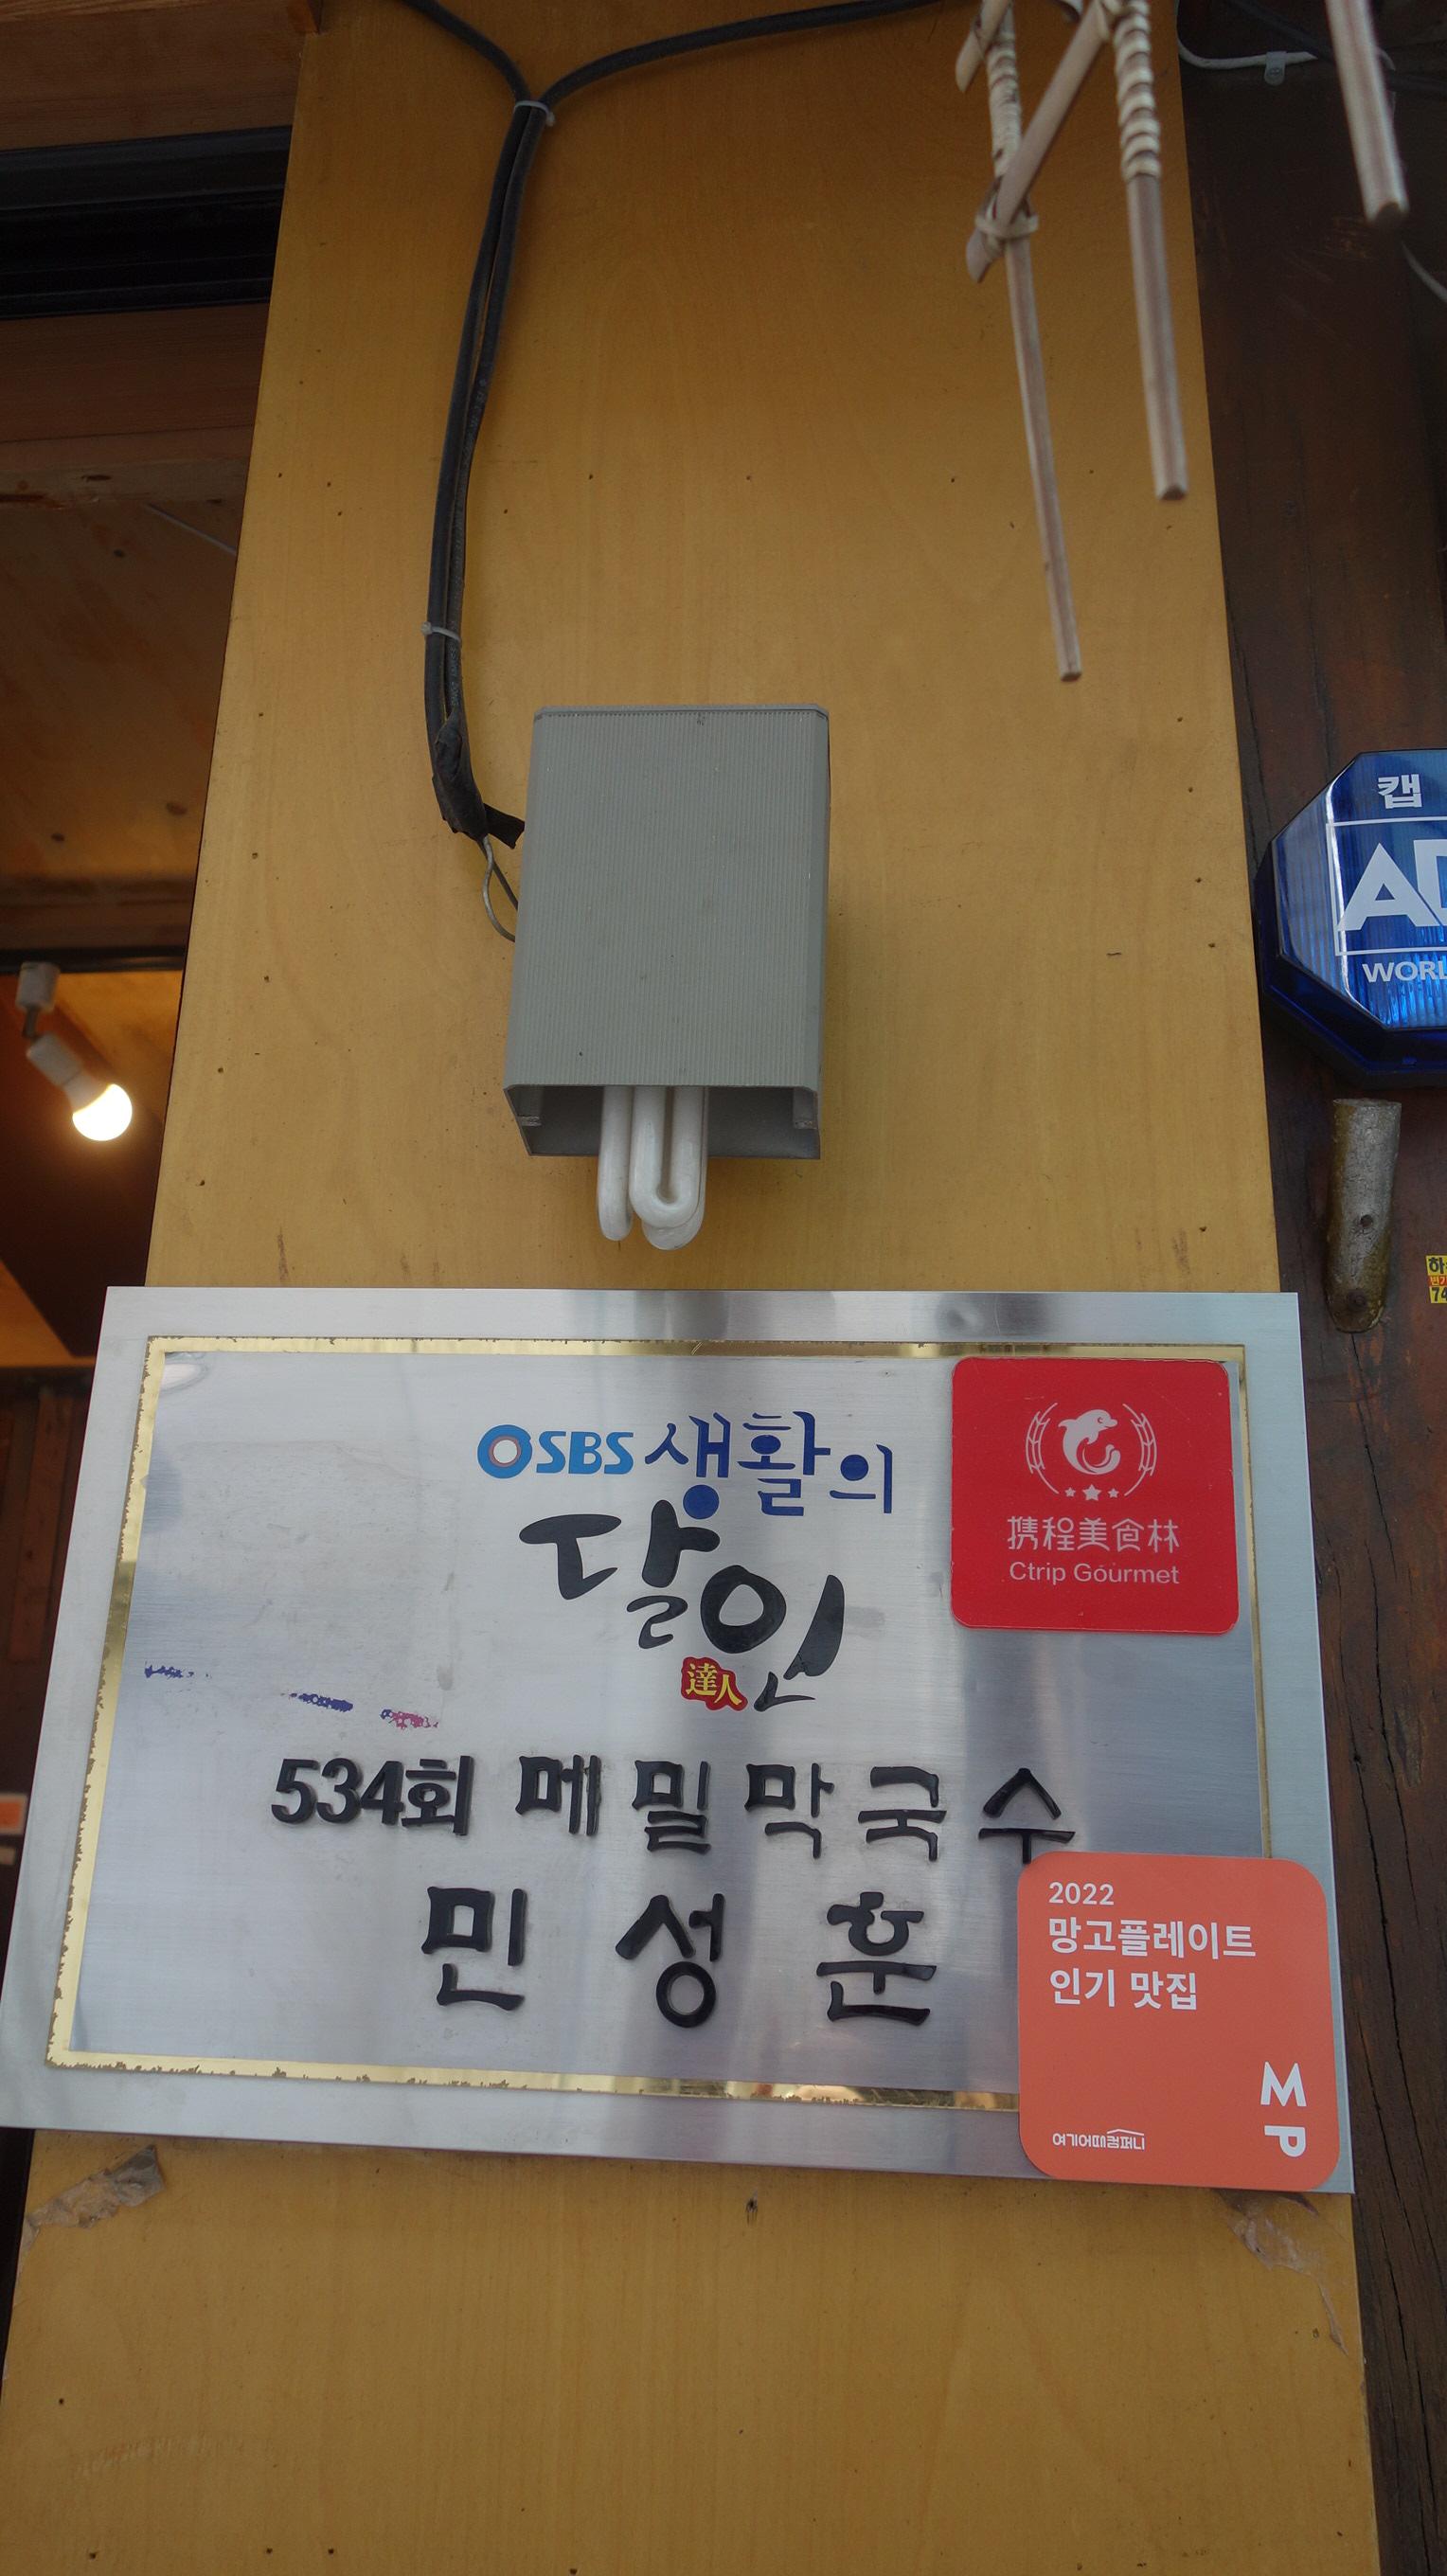 캡
AD
WORL
SBS 생활의
달인
達人
携程美食林
Ctrip Gourmet
534회 메밀막국수
민성훈
2022
망고플레이트
인기 맛집
MP
여기어때컴퍼니